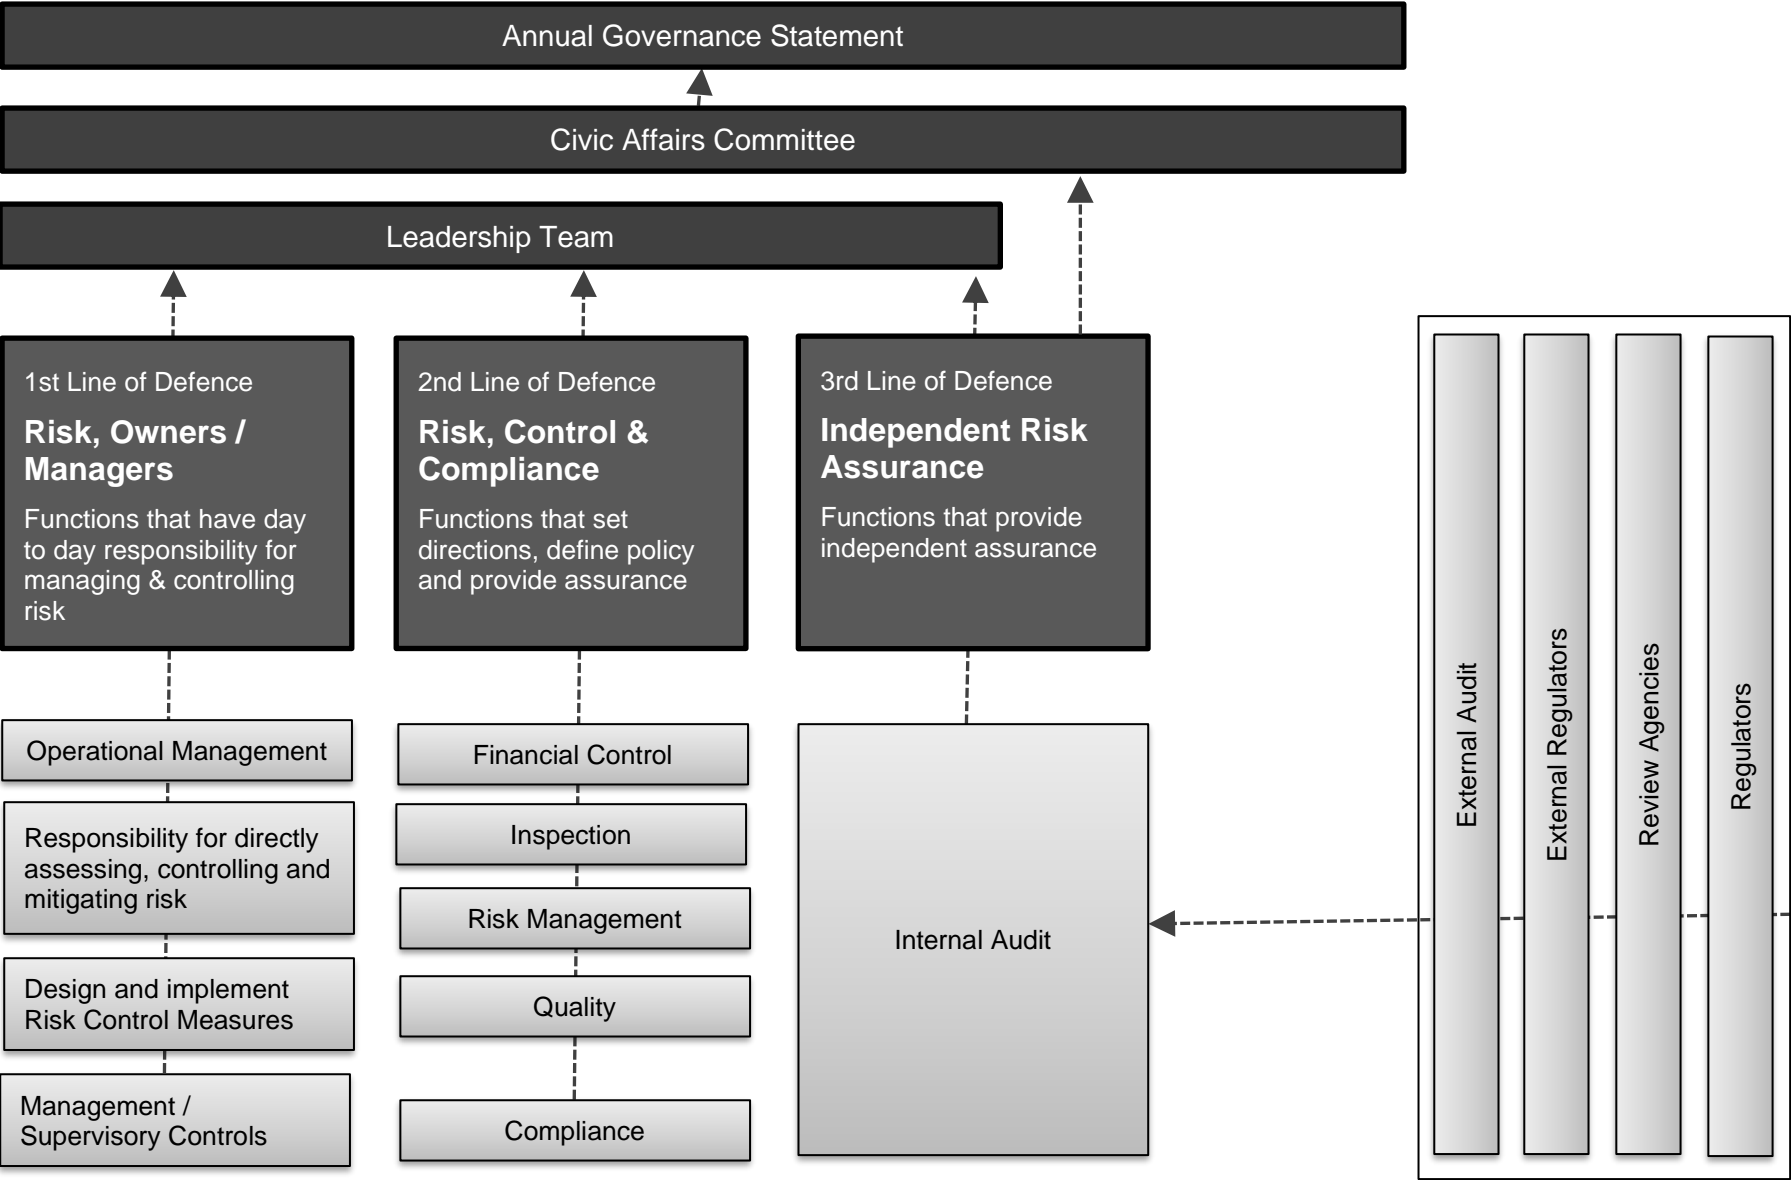 Annual Governance Statement
Civic Affairs Committee
Leadership Team
1st Line of Defence
Risk, Owners /
Managers
Functions that have day
to day responsibility for
managing & controlling
risk
2nd Line of Defence
Risk, Control &
Compliance
Functions that set
directions, define policy
and provide assurance
3rd Line of Defence
Independent Risk
Assurance
Functions that provide
independent assurance
Operational Management
Responsibility for directly
assessing, controlling and
mitigating risk
Design and implement
Risk Control Measures
Management /
Supervisory Controls
Financial Control
Inspection
Risk Management
Quality
Compliance
Internal Audit
External Audit
External Regulators
Review Agencies
Regulators